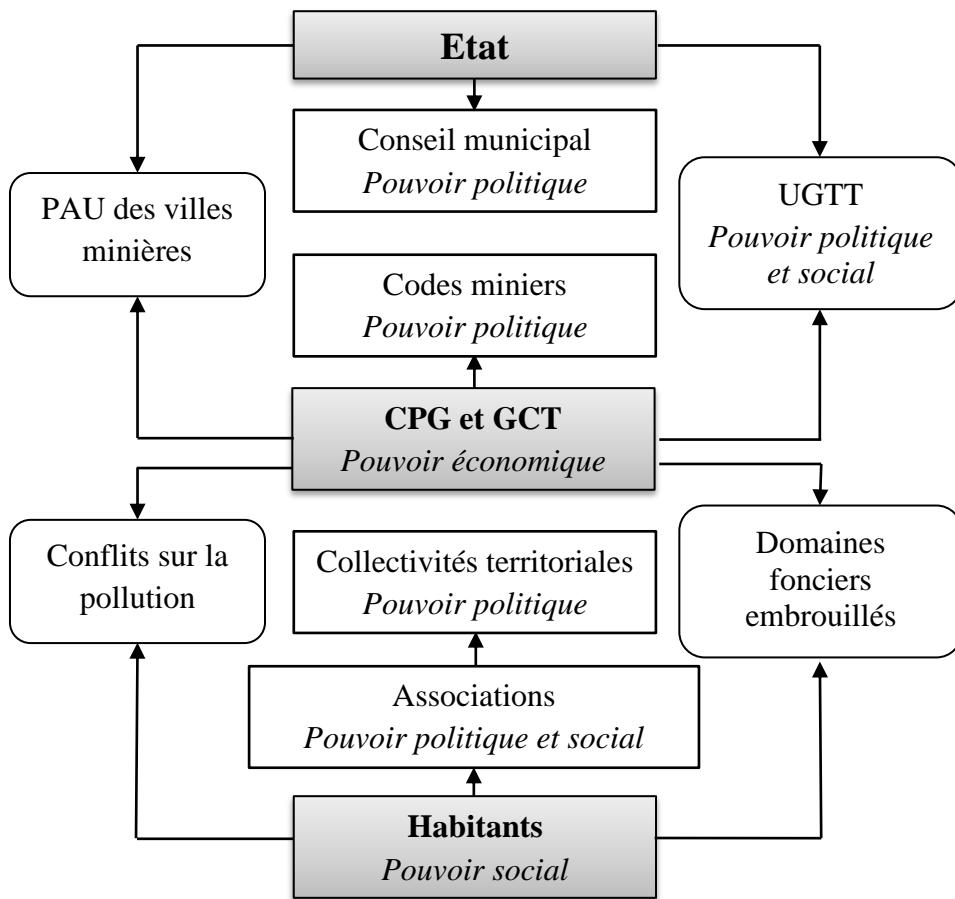 Etat
Conseil municipal
Pouvoir politique
PAU des villes
minières
UGTT
Pouvoir politique
et social
Codes miniers
Pouvoir politique
CPG et GCT
Pouvoir économique
Conflits sur la
pollution
Collectivités territoriales
Pouvoir politique
Domaines
fonciers
embrouillés
Associations
Pouvoir politique et social
Habitants
Pouvoir social